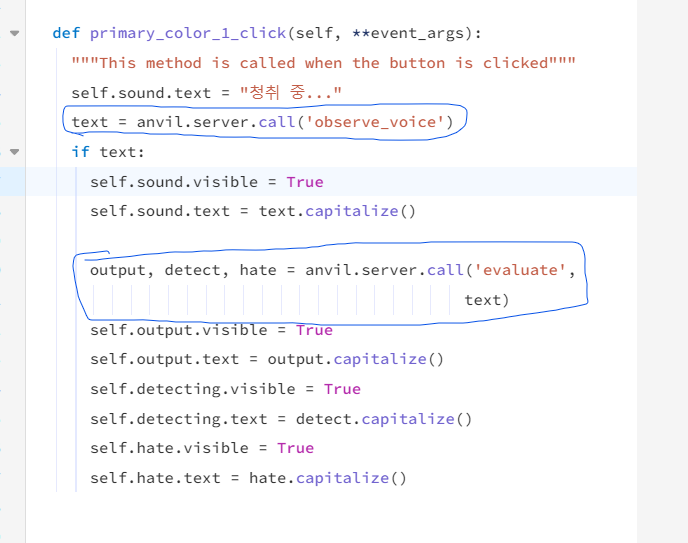 def primary_color_1_click(self, **event_args):
"""This method is called when the button is clicked"""
self.sound.text = "청취 중..."
text = anvil.server.call('observe_voice')
if text:
self.sound.visible = True
self.sound.text = text.capitalize()
output, detect, hate = anvil.server.call('evaluate',
text)
self.output.visible = True
self.output.text = output.capitalize()
self.detecting.visible = True
self.detecting.text = detect.capitalize()
self.hate.visible = True
self.hate.text = hate.capitalize()